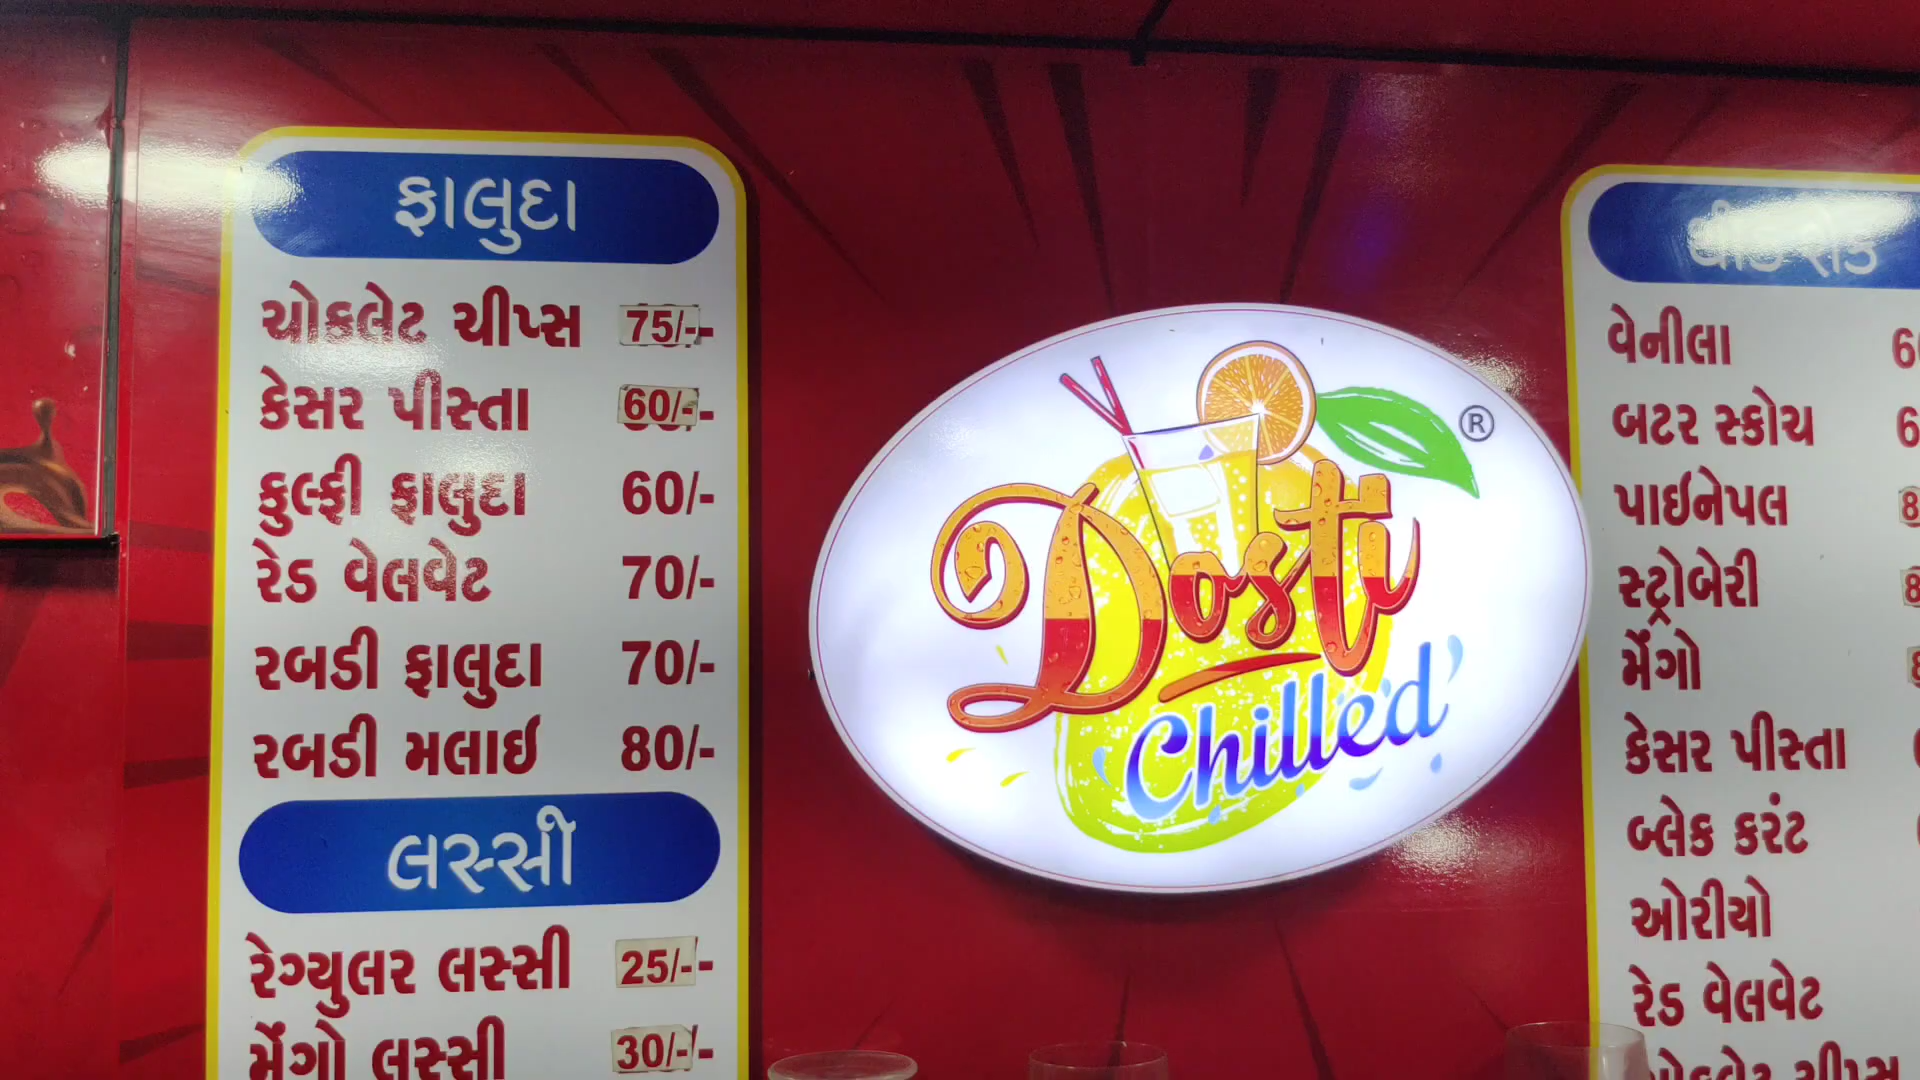 ફાલુદા
ચોકલેટ ચીપ્સ 75/-
કેસર પીસ્તા 60/-
કુલ્ફી ફાલુદા 60/-
રેડ વેલવેટ 70/-
રબડી ફાલુદા 70/-
રબડી મલાઇ 80/-
લસ્સી
રેગ્યુલર લસ્સી 25/-
મેંગો લસ્સી 30/-
Dosti
Chilled
®
વેનીલા
બટર સ્કોચ
પાઇનેપલ
સ્ટ્રોબેરી
મેંગો
કેસર પીસ્તા
બ્લેક કરંટ
ઓરીયો
રેડ વેલવેટ